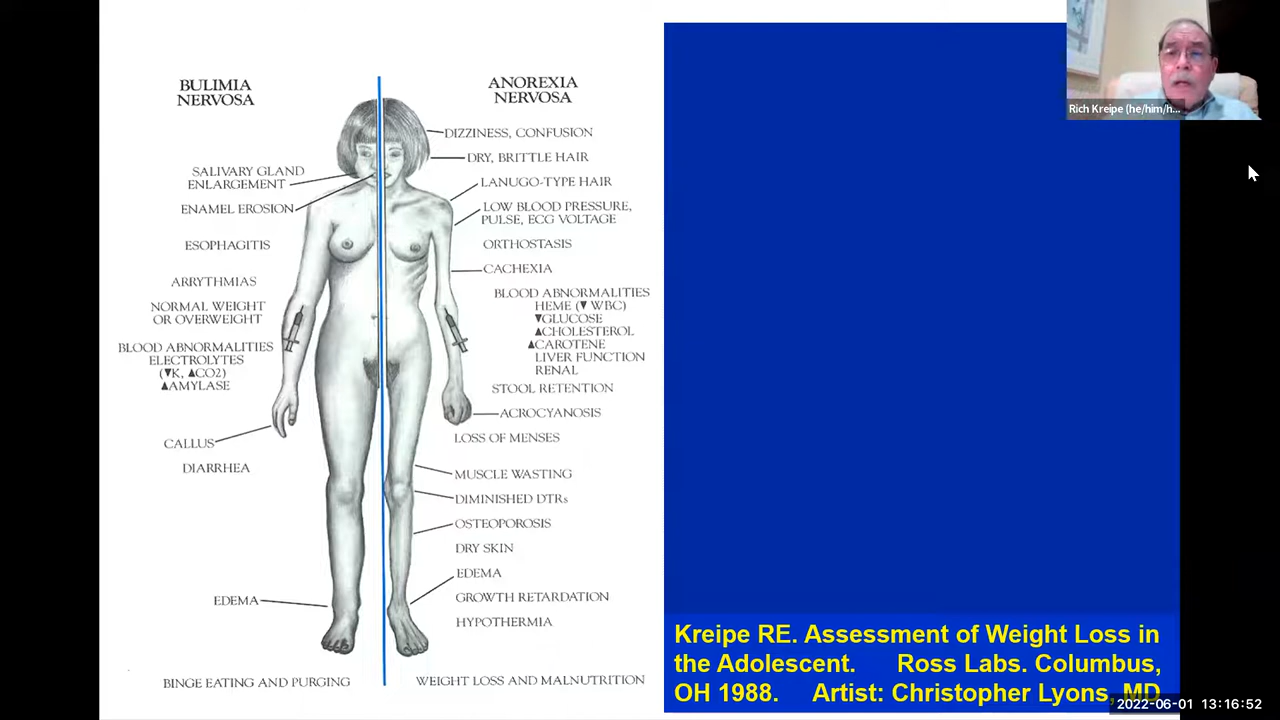 BULIMIA
NERVOSA
SALIVARY GLAND
ENLARGEMENT
ENAMEL EROSION
ESOPHAGITIS
ARRYTHMIAS
NORMAL WEIGHT
OR OVERWEIGHT
BLOOD ABNORMALITIES
ELECTROLYTES
(▼K, ▲CO2)
▲AMYLASE
CALLUS
DIARRHEA
EDEMA
BINGE EATING AND PURGING
ANOREXIA
NERVOSA
DIZZINESS, CONFUSION
DRY, BRITTLE HAIR
LANUGO-TYPE HAIR
LOW BLOOD PRESSURE,
PULSE, ECG VOLTAGE
ORTHOSTASIS
CACHEXIA
BLOOD ABNORMALITIES
HEME (▼ WBC)
▼GLUCOSE
▲CHOLESTEROL
▲CAROTENE
LIVER FUNCTION
RENAL
STOOL RETENTION
ACROCYANOSIS
LOSS OF MENSES
MUSCLE WASTING
DIMINISHED DTRs
OSTEOPOROSIS
DRY SKIN
EDEMA
GROWTH RETARDATION
HYPOTHERMIA
WEIGHT LOSS AND MALNUTRITION
Rich Kreipe (he/him/h...
Kreipe RE. Assessment of Weight Loss in
the Adolescent. Ross Labs. Columbus,
OH 1988. Artist: Christopher Lyons, MD
2022-06-01 13:16:52